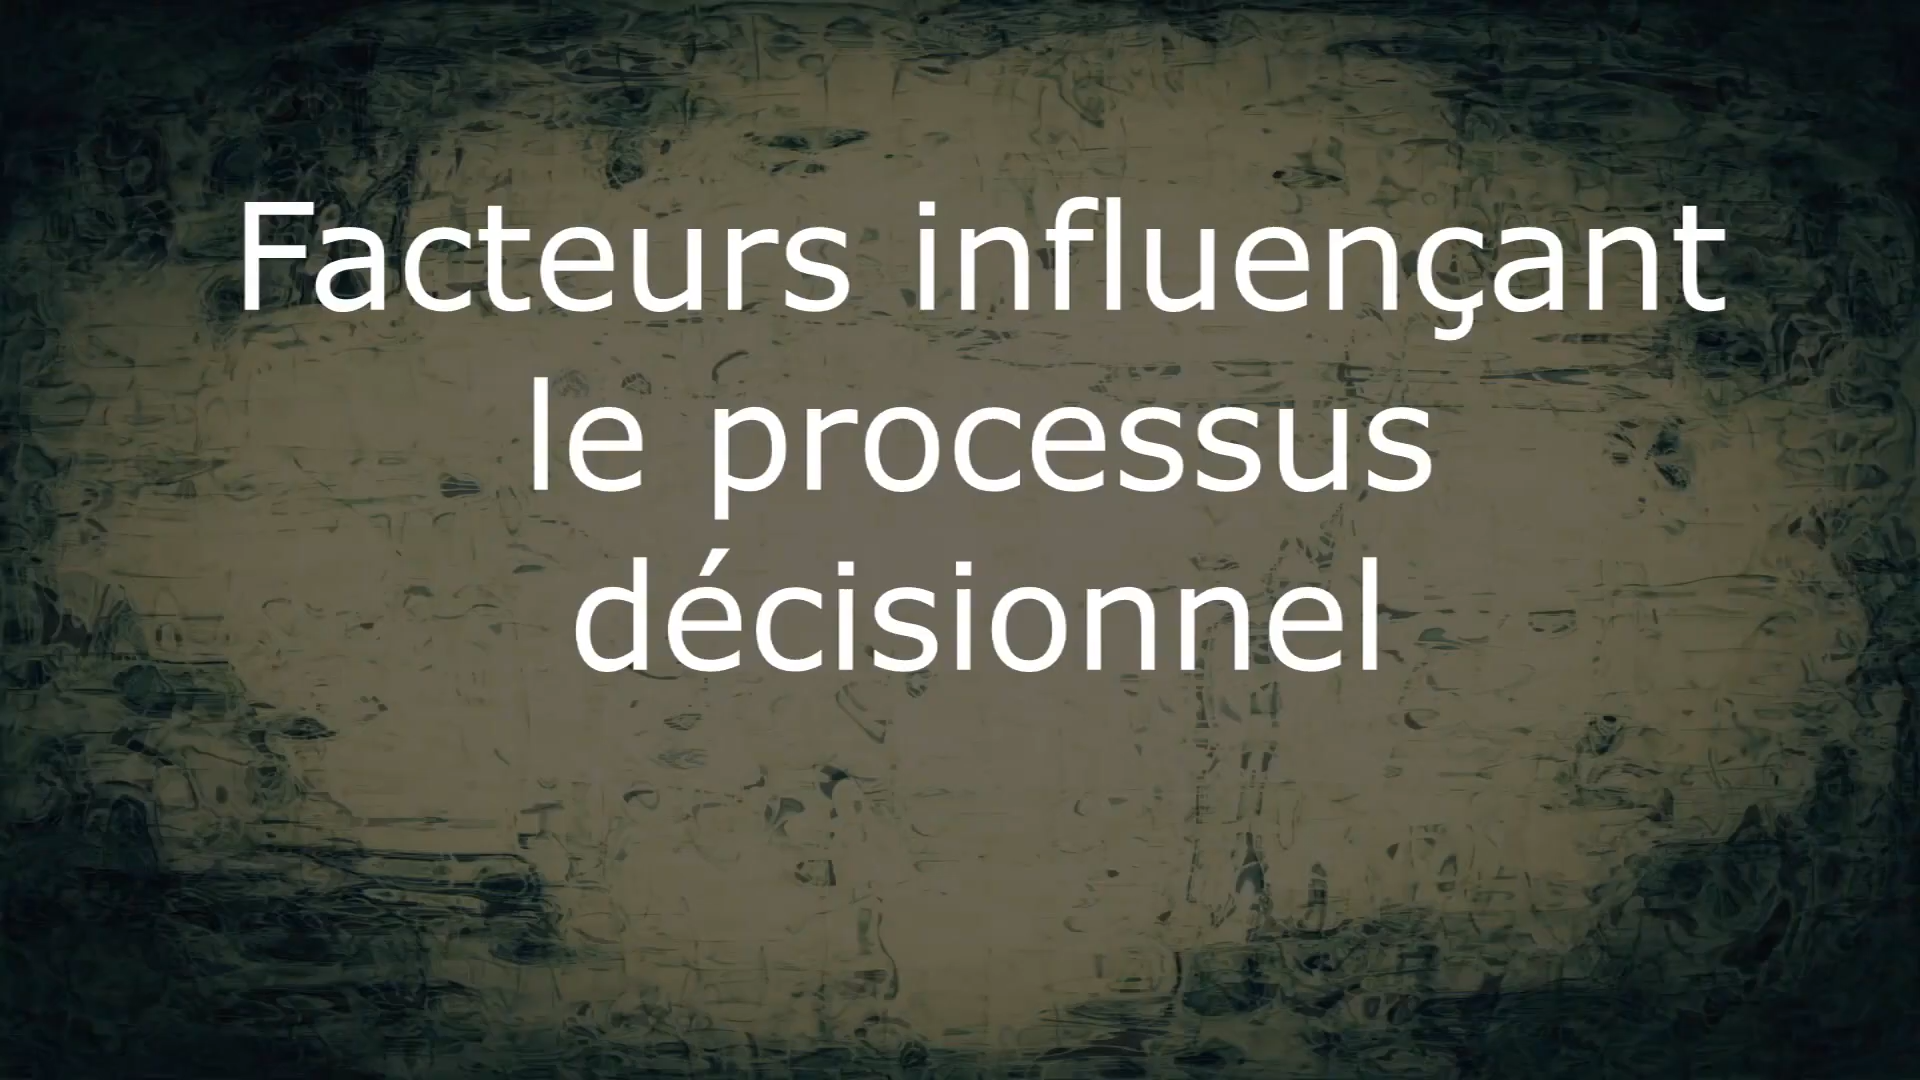 Facteurs influençant
le processus
décisionnel